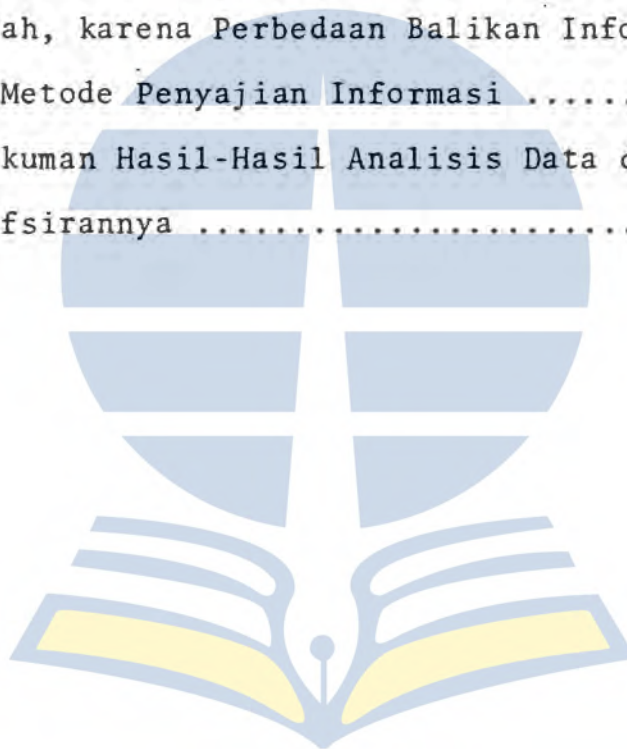 ah, karena Perbedaan Balikan Info
Metode Penyajian Informasi ......
kuman Hasil-Hasil Analisis Data
fsirannya .......................